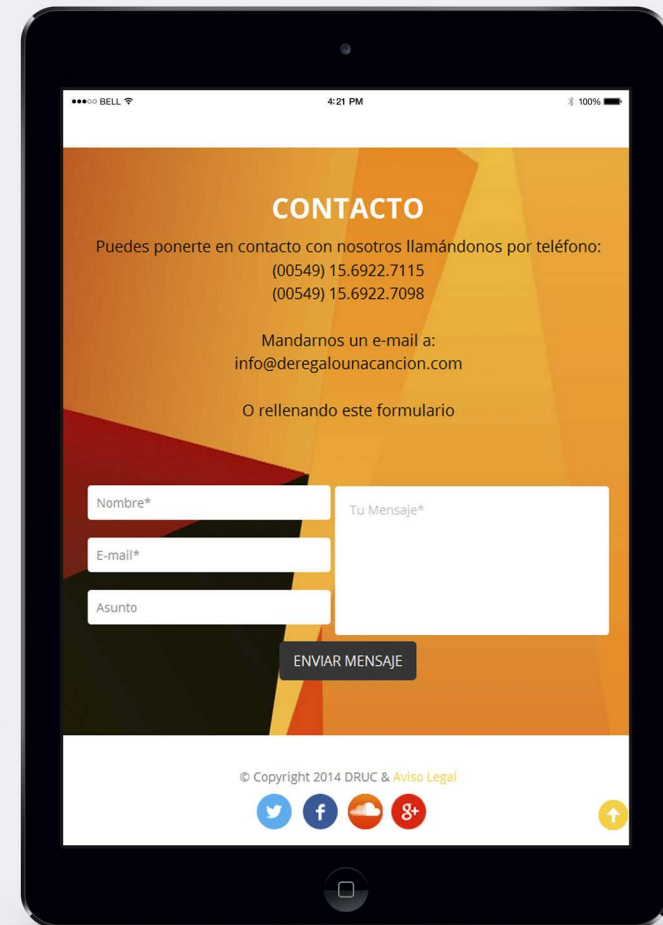 BELL
4:21 PM
100%
CONTACTO
Puedes ponerte en contacto con nosotros llamándonos por teléfono:
(00549) 15.6922.7115
(00549) 15.6922.7098
Mandarnos un e-mail a:
info@deregalounacancion.com
O rellenando este formulario
Nombre*
Tu Mensaje*
E-mail*
Asunto
ENVIAR MENSAJE
© Copyright 2014 DRUC & Aviso Legal
f
8+